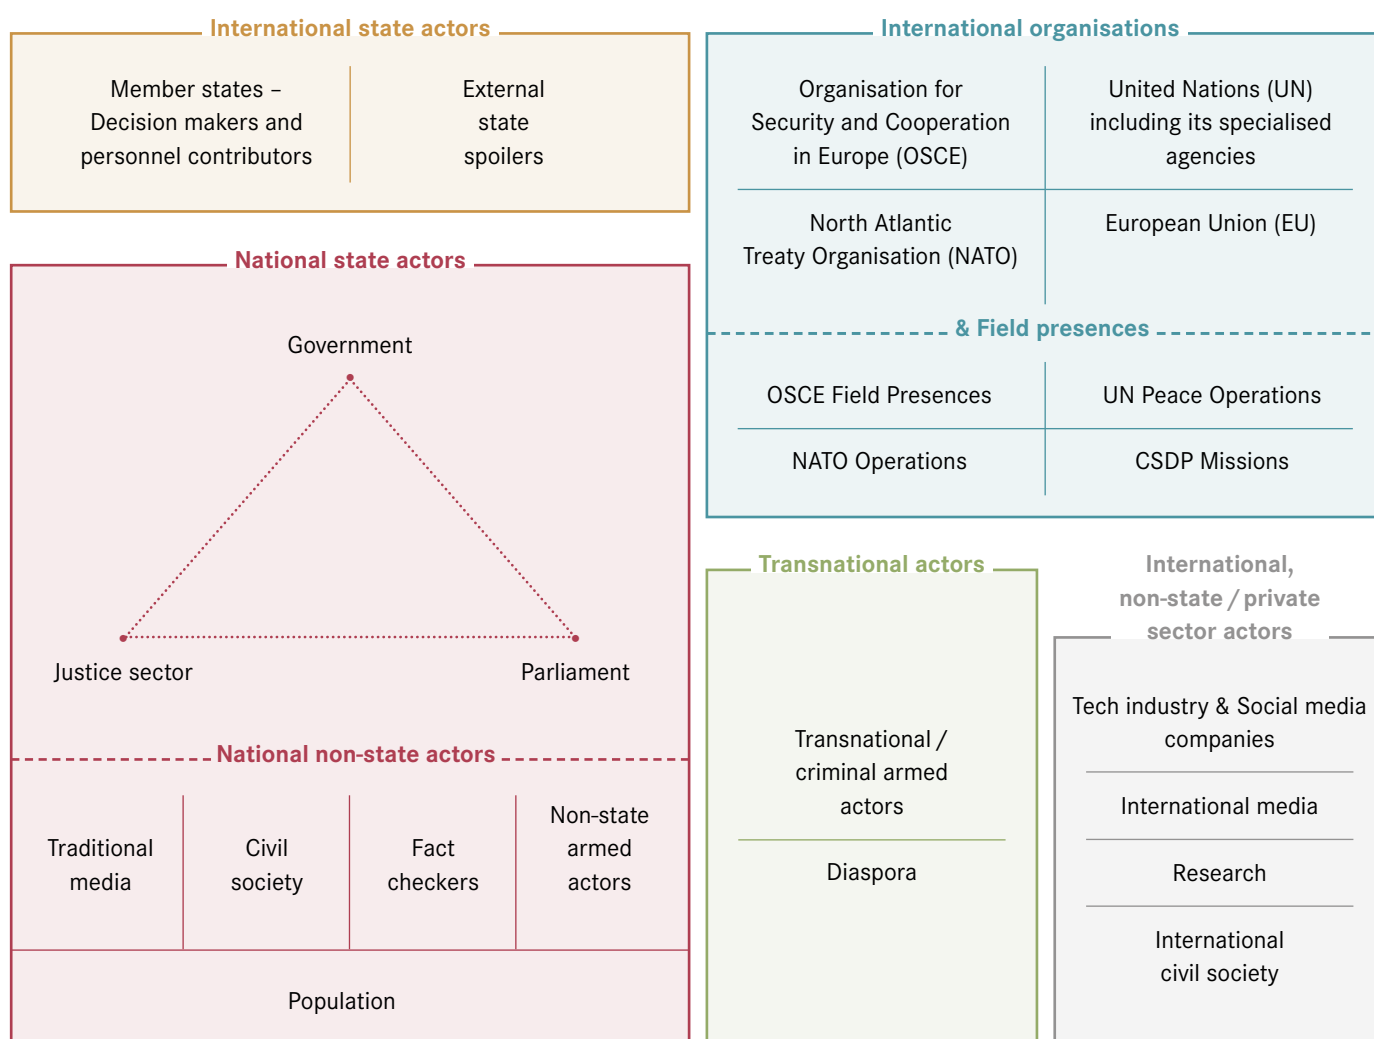 International state actors
Member states –
Decision makers and
personnel contributors
External
state
spoilers
International organisations
Organisation for
Security and Cooperation
in Europe (OSCE)
United Nations (UN)
including its specialised
agencies
North Atlantic
Treaty Organisation (NATO)
European Union (EU)
& Field presences
OSCE Field Presences
UN Peace Operations
NATO Operations
CSDP Missions
National state actors
Government
Justice sector
Parliament
National non-state actors
Traditional
media
Civil
society
Fact
checkers
Non-state
armed
actors
Population
Transnational actors
Transnational /
criminal armed
actors
Diaspora
International,
non-state / private
sector actors
Tech industry & Social media
companies
International media
Research
International
civil society